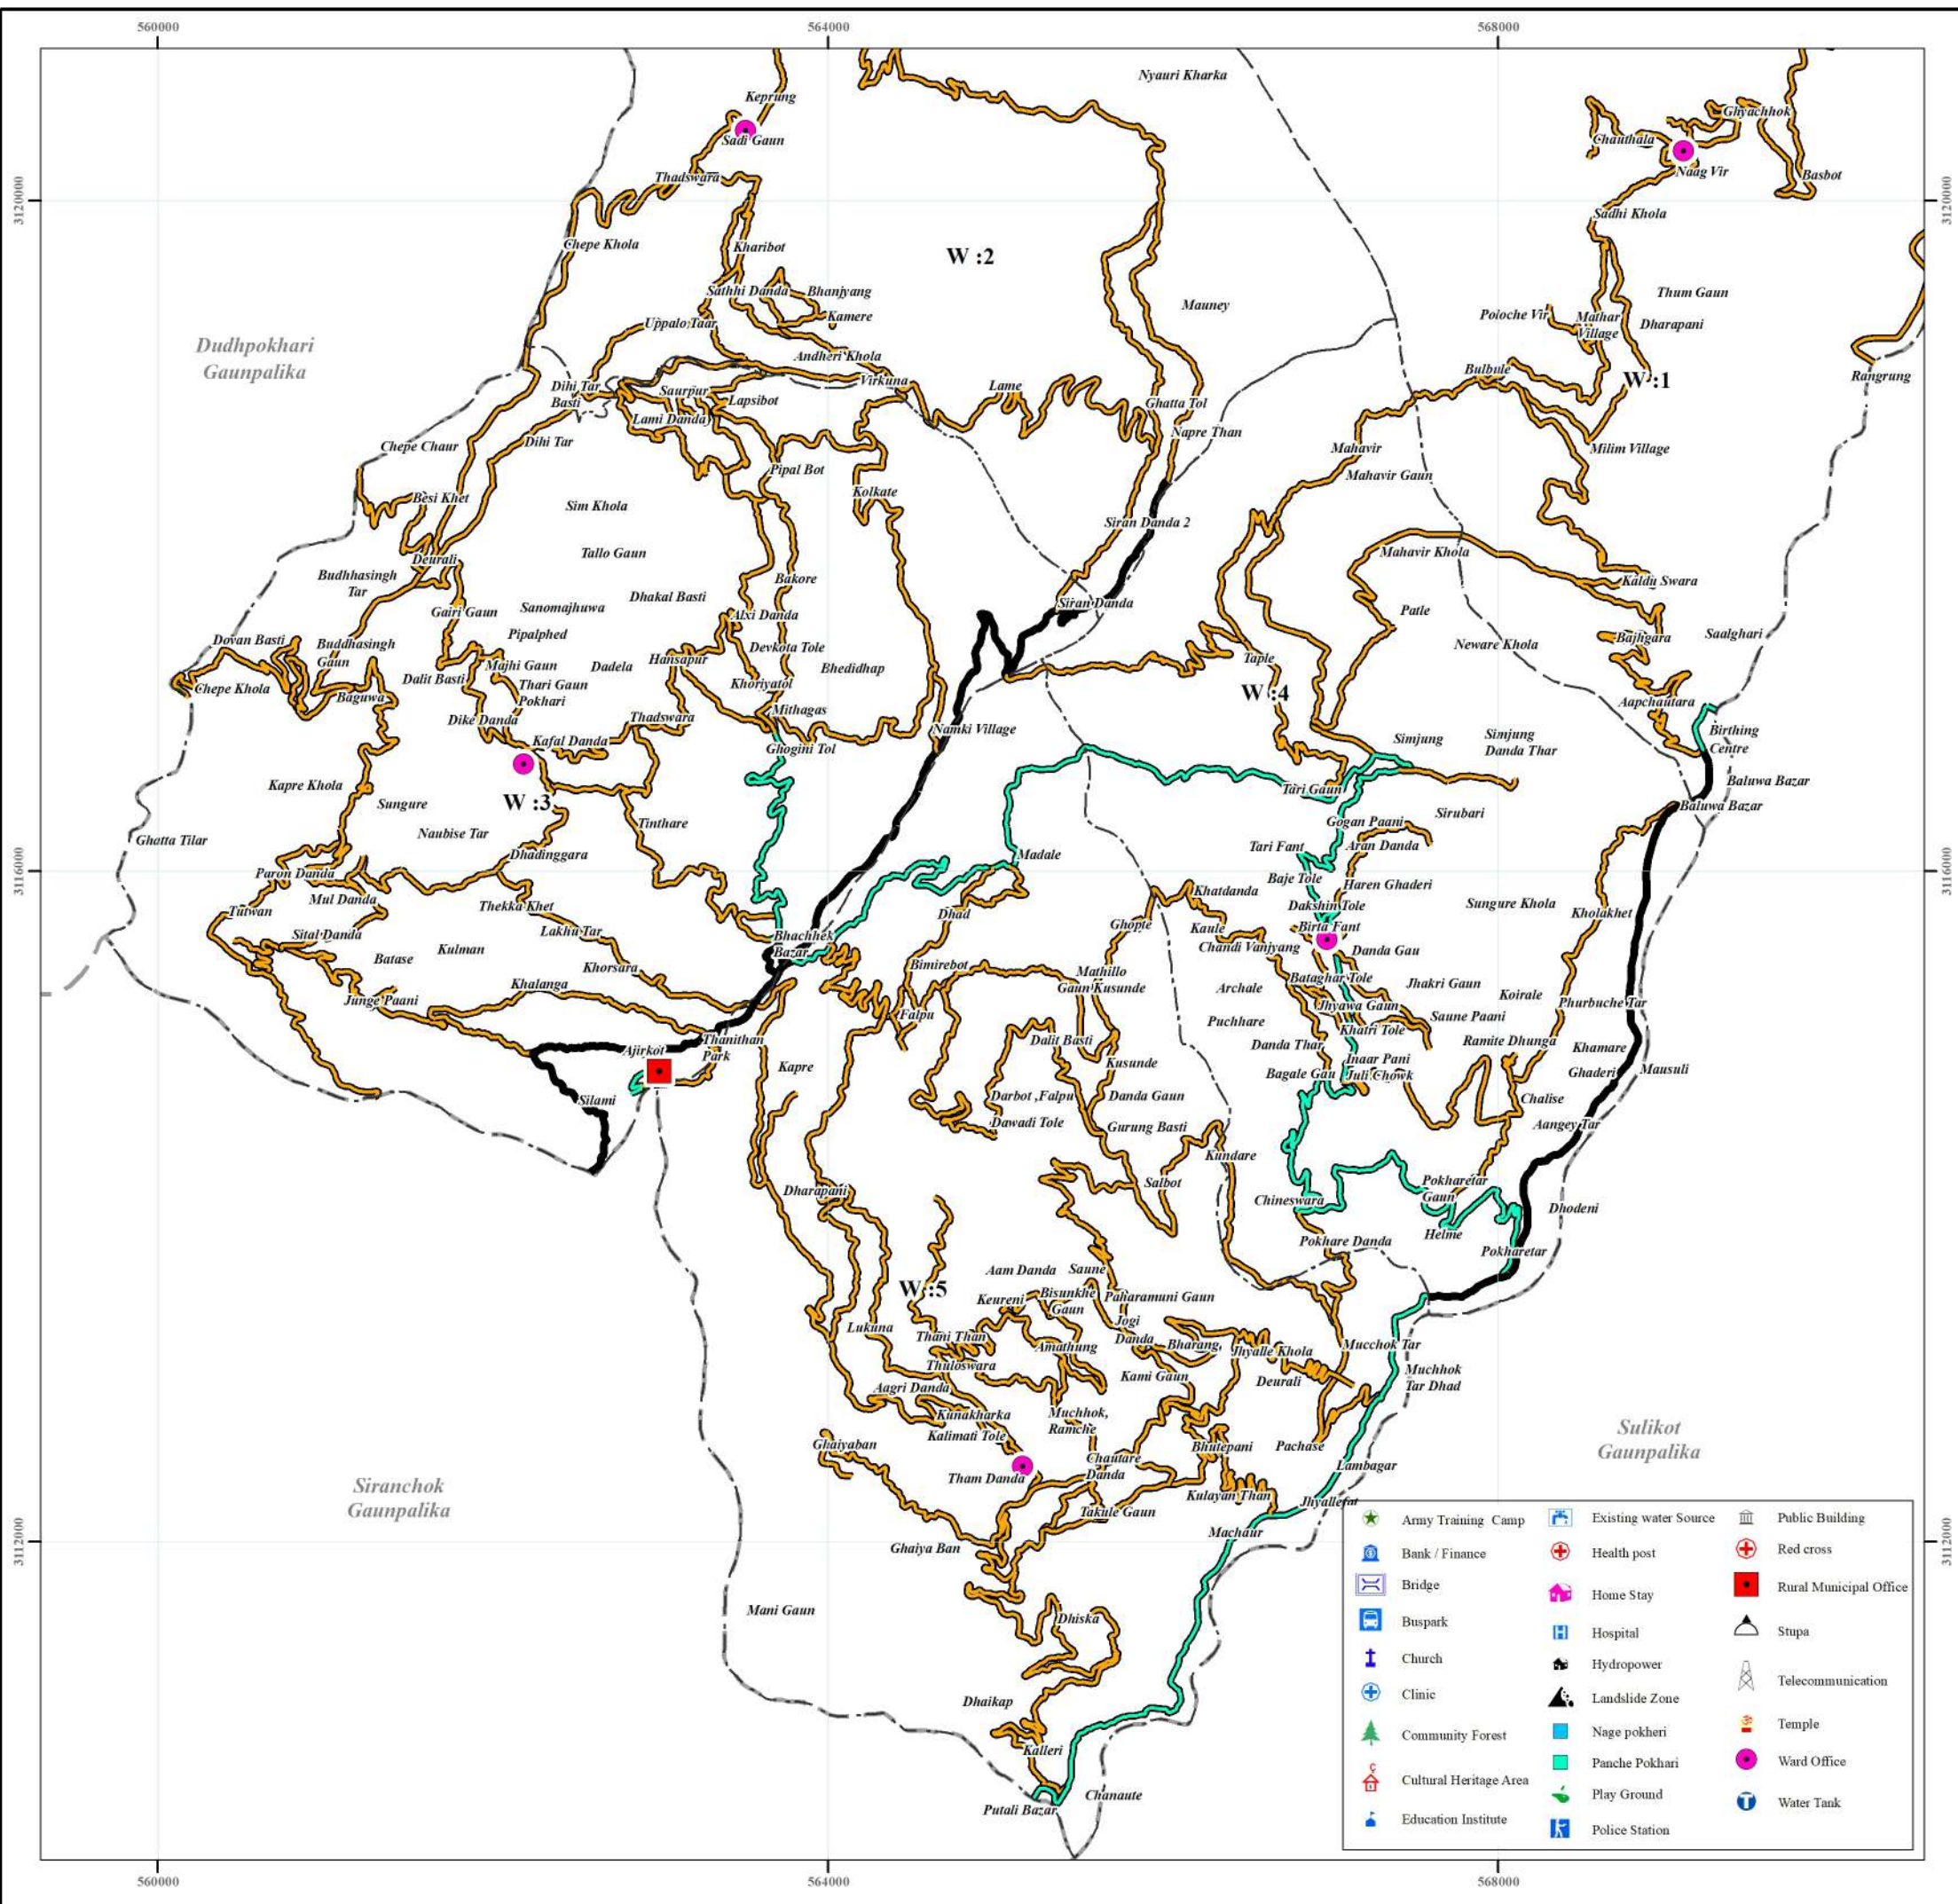 560000
564000
568000
Nyauri Kharka
Keprung
Ghyachhok
Sadi Gaun
Chauthala
Naag Vir
Basbot
Thadswara
3120000
3120000
Sadhi Khola
Chepe Khola
Kharibot
W :2
Sathhi Danda
Bhanjyang
Thum Gaun
Mauney
Kamere
Poioche Vir
Mathar
Village
Dharapani
Uppalo Taar
Dudhpokhari
Gaunpalika
Andheri Khola
Bulbule
W :1
Rangrung
Virkuna
Dihi Tar
Basti
Saurpur
Lapsibot
Lame
Ghatta Tol
Lami Danday
Napre Than
Chepe Chaur
Dihi Tar
Mahavir
Milim Village
Pipal Bot
Mahavir Gaun
Besi Khet
Kolkate
Sim Khola
Siran Danda 2
Tallo Gaun
Mahavir Khola
Deurali
Budhhasingh
Tar
Bakore
Kaldu Swara
Dhakal Basti
Siran Danda
Gairi Gaun
Sanomajhuwa
Alxi Danda
Patle
Pipalphed
Dovan Basti
Buddhasingh
Gaun
Devkota Tole
Neware Khola
Bajhgara
Saalghari
Majhi Gaun
Dadela
Hansapur
Bhedidhap
Taple
Dalit Basti
Thari Gaun
Pokhari
Khoriyatol
Chepe Khola
Baguwa
W :4
Aapchautara
Mithagas
Dike Danda
Thadswara
Namki Village
Birthing
Centre
Kafal Danda
Ghogini Tol
Simjung
Simjung
Danda Thar
Kapre Khola
Tari Gaun
Baluwa Bazar
Sungure
W :3
Baluwa Bazar
Naubise Tar
Tinthare
Gogan Paani
Sirubari
Ghatta Tilar
Tari Fant
Aran Danda
Dhadinggara
Madale
3116000
3116000
Paron Danda
Baje Tole
Haren Ghaderi
Mul Danda
Khatdanda
Tutwan
Thekka Khet
Dhad
Dakshin Tole
Sungure Khola
Kholakhet
Sital Danda
Lakhu Tar
Bhachhek
Bazar
Ghopte
Kaule
Birta Fant
Batase
Kulman
Chandi Vanjyang
Danda Gau
Khorsara
Bimirebot
Mathillo
Gaun Kusunde
Bataghar Tole
Khalanga
Archale
Jhakri Gaun
Koirale
Junge Paani
Falpu
Jhyawa Gaun
Phurbuche Tar
Puchhare
Saune Paani
Thanithan
Park
Dalit Basti
Khatri Tole
Danda Thar
Ramite Dhunga
Ajirkot
Khamare
Ghaderi
Kapre
Kusunde
Inaar Pani
Bagale Gau
Juli Chowk
Mausuli
Silami
Darbot ,Falpu
Danda Gaun
Chalise
Dawadi Tole
Gurung Basti
Aangey Tar
Kundare
Dharapani
Salbot
Chineswara
Pokharetar
Gaun
Dhodeni
Helme
Pokhare Danda
Pokharetar
Aam Danda
Saune
W :5
Keureni
Bisunkhe
Gaun
Paharamuni Gaun
Lukuna
Jogi
Danda
Thani Than
Amathung
Bharang
Jhyalle Khola
Mucchok Tar
Thuloswara
Kami Gaun
Deurali
Muchhok
Tar Dhad
Aagri Danda
Kunakharka
Muchhok,
Ramche
Kalimati Tole
Sulikot
Gaunpalika
Ghaiyaban
Bhutepani
Pachase
Chautare
Danda
Lambagar
Tham Danda
Siranchok
Gaunpalika
Kulayan Than
Jhyallefat
Takule Gaun
Machaur
3112000
3112000
Ghaiya Ban
Mani Gaun
Dhiska
Dhaikap
Kalleri
Chanaute
Putali Bazar
Army Training Camp
Bank / Finance
Bridge
Buspark
Church
Clinic
Community Forest
Cultural Heritage Area
Education Institute
Existing water Source
Health post
Home Stay
Hospital
Hydropower
Landslide Zone
Nage pokheri
Panche Pokhari
Play Ground
Police Station
Public Building
Red cross
Rural Municipal Office
Stupa
Telecommunication
Temple
Ward Office
Water Tank
560000
564000
568000